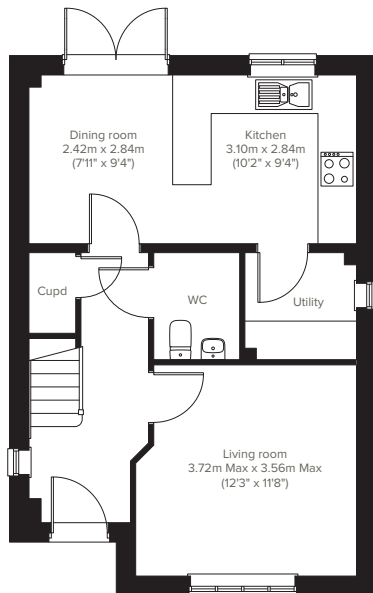 Dining room
2.42m x 2.84m
(7'11" x 9'4")
Kitchen
3.10m x 2.84m
(10'2" x 9'4")
Cupd
WC
Utility
Living room
3.72m Max x 3.56m Max
(12'3" x 11'8")